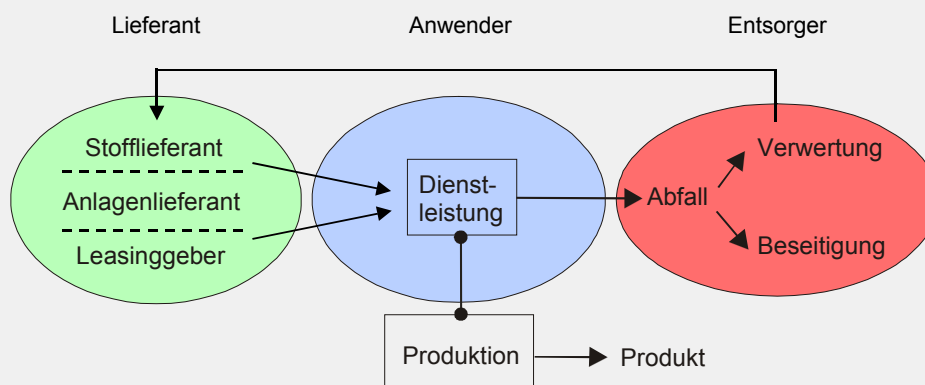 Lieferant
Anwender
Entsorger
Stofflieferant
Anlagenlieferant
Leasinggeber
Dienst-
leistung
Abfall
Verwertung
Beseitigung
Produktion
Produkt